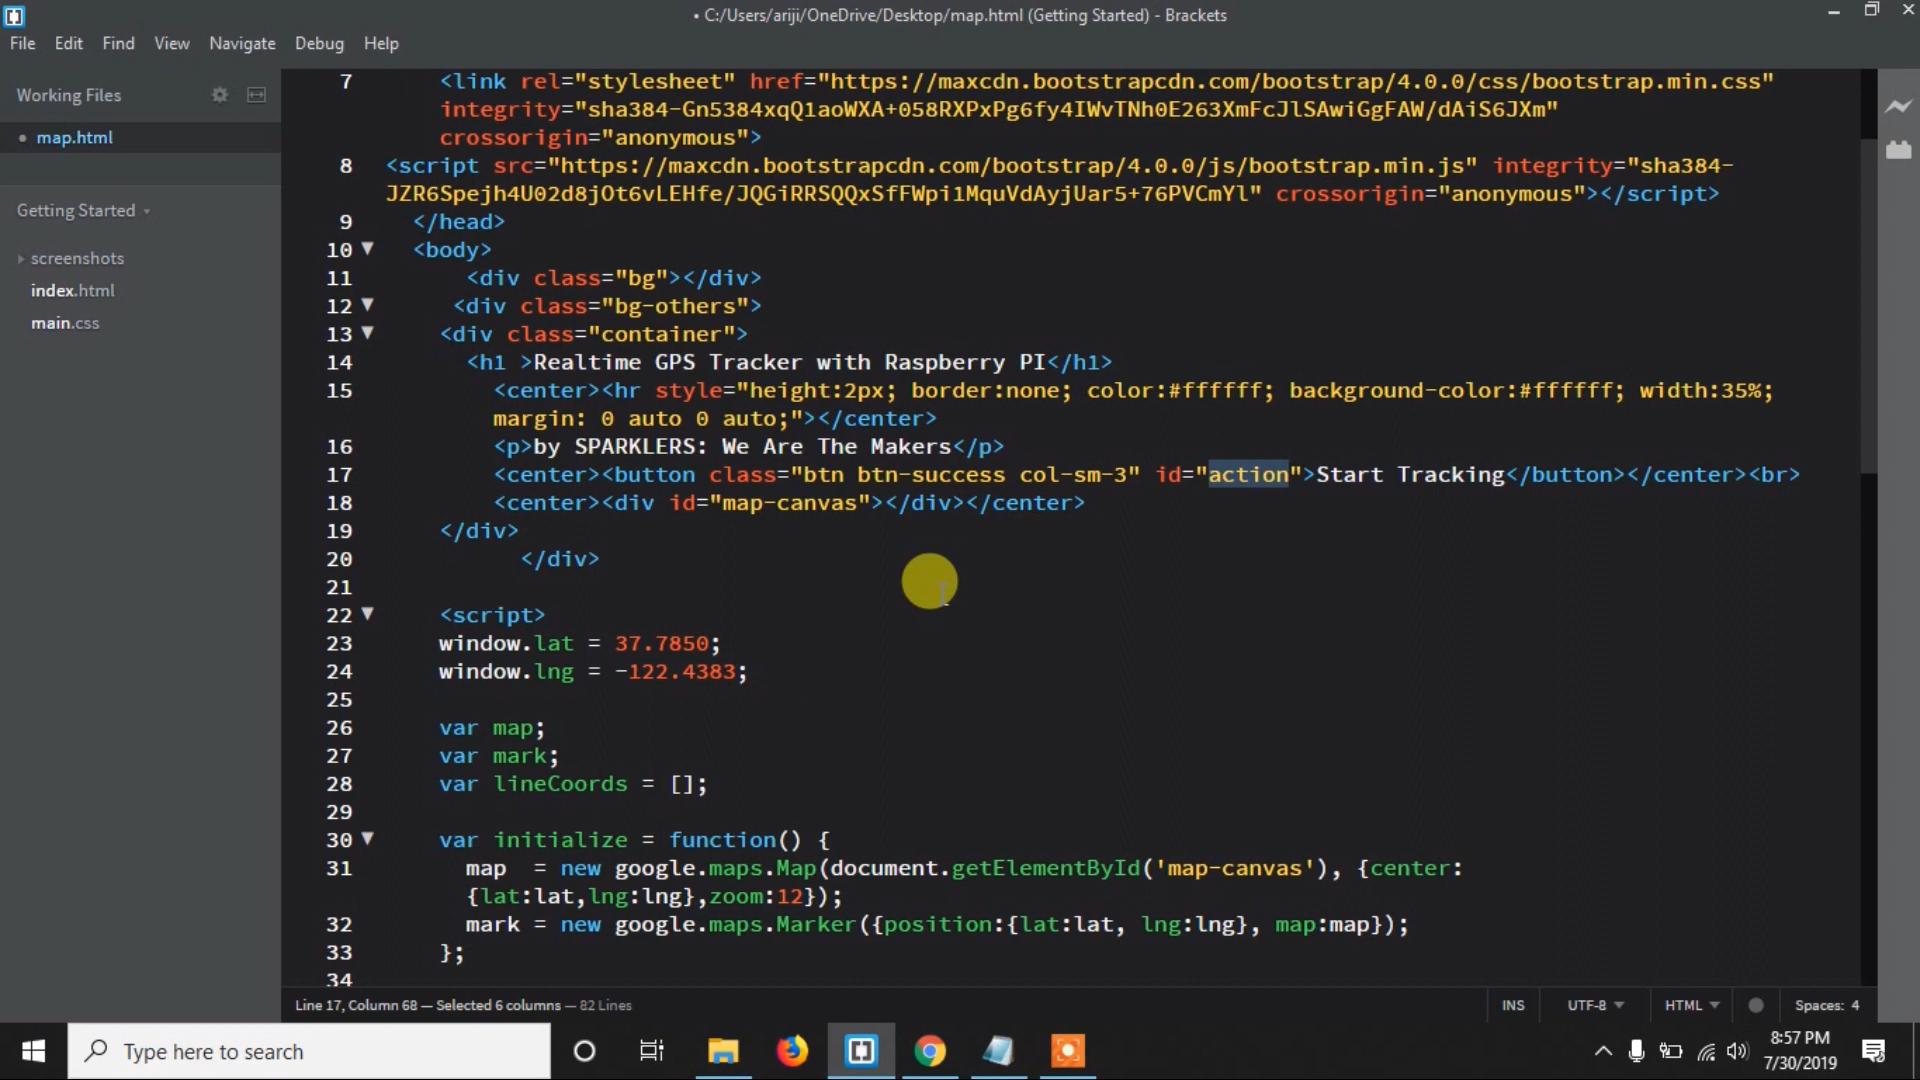 • C:/Users/ariji/OneDrive/Desktop/map.html (Getting Started) - Brackets
File Edit Find View Navigate Debug Help
Working Files
• map.html
Getting Started
screenshots
index.html
main.css
7 <link rel="stylesheet" href="https://maxcdn.bootstrapcdn.com/bootstrap/4.0.0/css/bootstrap.min.css"
integrity="sha384-Gn5384xqQ1aoWXA+058RXPxPg6fy4IWvTNh0E263XmFcJlSAwiGgFAW/dAiS6JXm"
crossorigin="anonymous">
8 <script src="https://maxcdn.bootstrapcdn.com/bootstrap/4.0.0/js/bootstrap.min.js" integrity="sha384-
JZR6Spejh4U02d8jOt6vLEHfe/JQGiRRSQQxSfFWpi1MquVdAyjUar5+76PVCmYl" crossorigin="anonymous"></script>
9 </head>
10 <body>
11 <div class="bg"></div>
12 <div class="bg-others">
13 <div class="container">
14 <h1 >Realtime GPS Tracker with Raspberry PI</h1>
15 <center><hr style="height:2px; border:none; color:#ffffff; background-color:#ffffff; width:35%;
margin: 0 auto 0 auto;"></center>
16 <p>by SPARKLERS: We Are The Makers</p>
17 <center><button class="btn btn-success col-sm-3" id="action">Start Tracking</button></center><br>
18 <center><div id="map-canvas"></div></center>
19 </div>
20 </div>
21
22 <script>
23 window.lat = 37.7850;
24 window.lng = -122.4383;
25
26 var map;
27 var mark;
28 var lineCoords = [];
29
30 var initialize = function() {
31 map  = new google.maps.Map(document.getElementById('map-canvas'), {center:
{lat:lat,lng:lng},zoom:12});
32 mark = new google.maps.Marker({position:{lat:lat, lng:lng}, map:map});
33 };
34
Line 17, Column 68 — Selected 6 columns — 82 Lines
INS UTF-8 HTML Spaces: 4
Type here to search
8:57 PM
7/30/2019